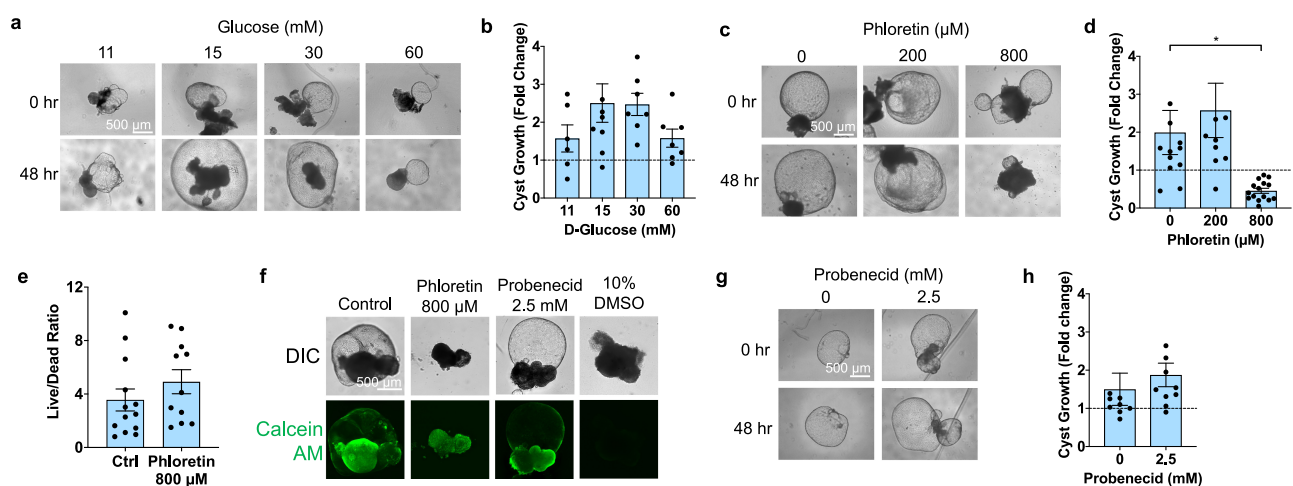 a
Glucose (mM)
11 15 30 60
0 hr
500 µm
48 hr
b
Cyst Growth (Fold Change)
4
3
2
1
0
11 15 30 60
D-Glucose (mM)
c
Phloretin (µM)
0 200 800
0 hr
500 µm
48 hr
d
*
Cyst Growth (Fold Change)
4
3
2
1
0
0 200 800
Phloretin (µM)
e
Live/Dead Ratio
12
8
4
0
Ctrl Phloretin
800 µM
f
Control Phloretin 800 µM Probenecid 2.5 mM 10% DMSO
DIC
500 µm
Calcein
AM
g
Probenecid (mM)
0 2.5
0 hr
500 µm
48 hr
h
Cyst Growth (Fold change)
4
3
2
1
0
0 2.5
Probenecid (mM)